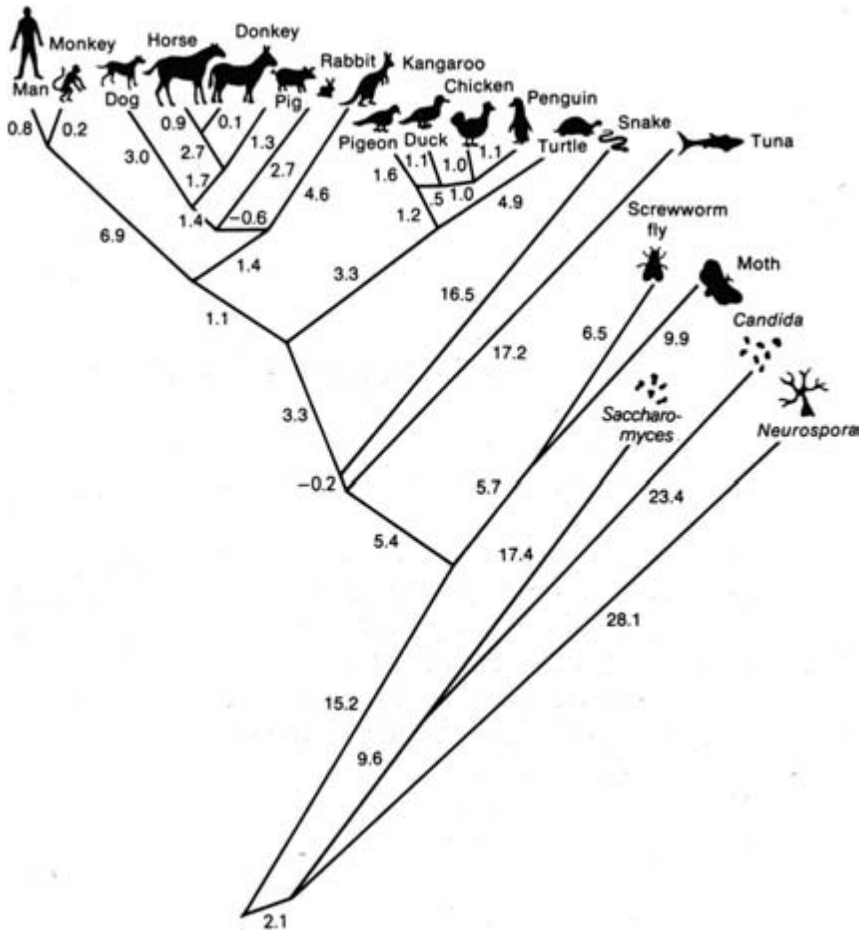 Monkey
Horse
Donkey
Rabbit
Kangaroo
Man
Dog
Pig
Chicken
Penguin
Pigeon
Duck
Turtle
Snake
Tuna
0.8
0.2
3.0
0.9
0.1
2.7
1.3
1.7
2.7
1.4
-0.6
4.6
1.6
1.1
1.0
1.1
.5
1.0
1.2
4.9
6.9
1.4
3.3
1.1
16.5
17.2
Screwworm
fly
Moth
Candida
6.5
9.9
Saccharo-
myces
Neurospora
3.3
-0.2
5.7
23.4
5.4
17.4
28.1
15.2
9.6
2.1